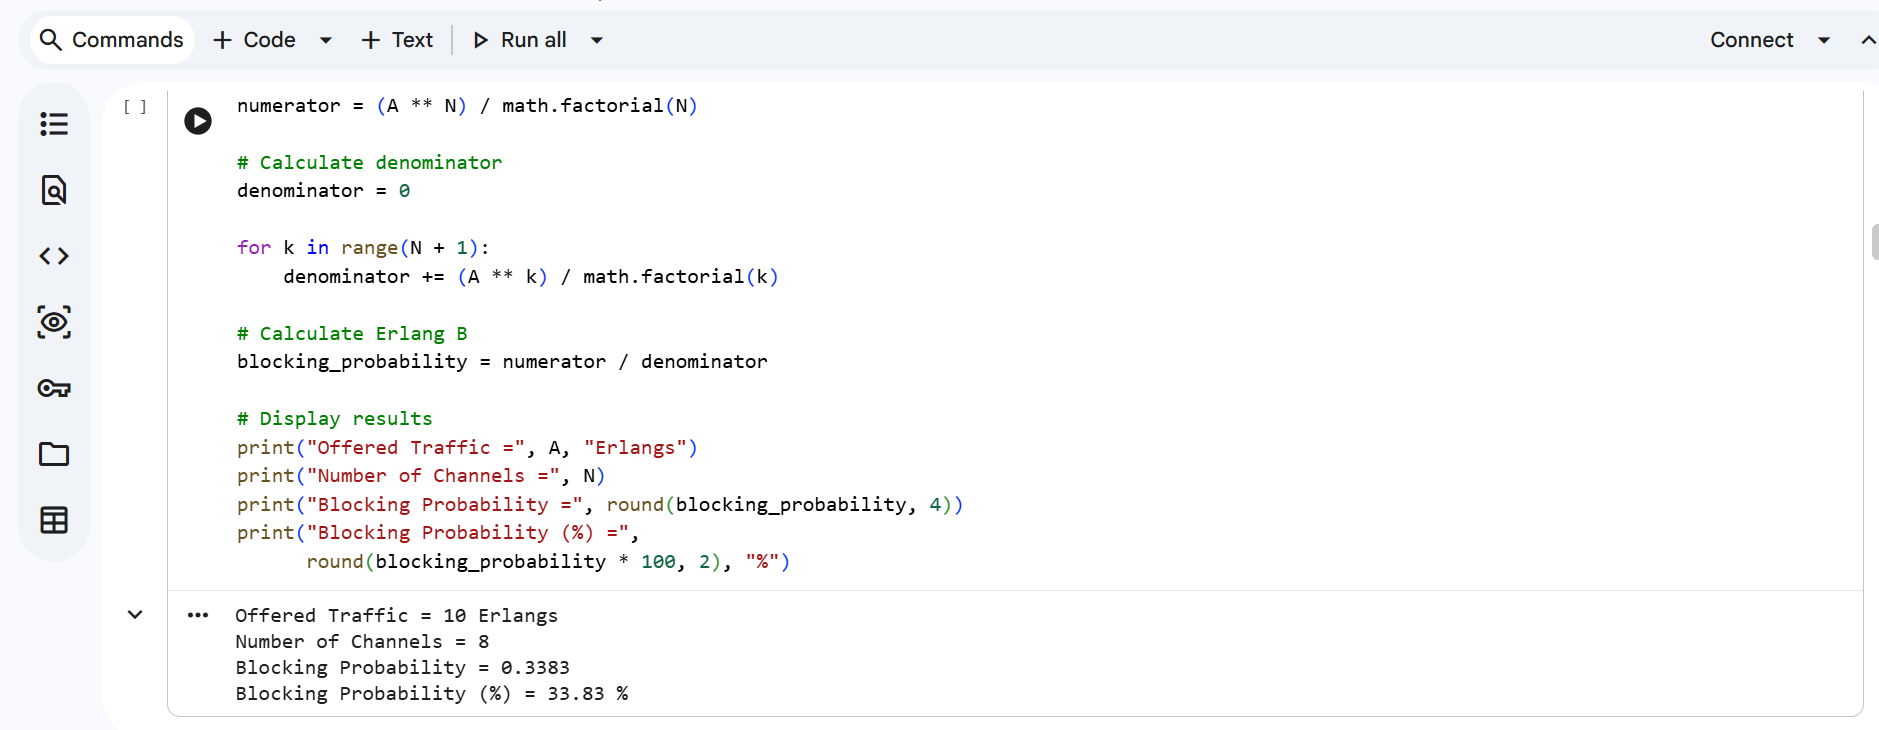 Commands + Code + Text Run all Connect
[ ] numerator = (A ** N) / math.factorial(N)
# Calculate denominator
denominator = 0
for k in range(N + 1):
    denominator += (A ** k) / math.factorial(k)
# Calculate Erlang B
blocking_probability = numerator / denominator
# Display results
print("Offered Traffic =", A, "Erlangs")
print("Number of Channels =", N)
print("Blocking Probability =", round(blocking_probability, 4))
print("Blocking Probability (%) =",
      round(blocking_probability * 100, 2), "%")
Offered Traffic = 10 Erlangs
Number of Channels = 8
Blocking Probability = 0.3383
Blocking Probability (%) = 33.83 %